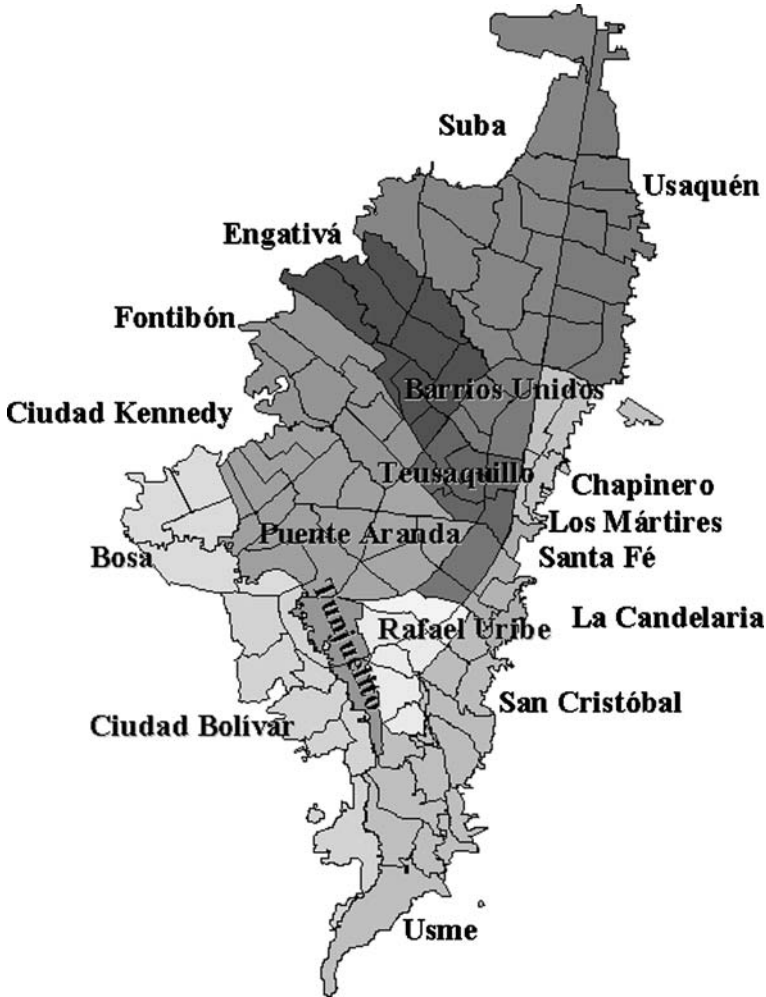 Suba
Usaquén
Engativá
Fontibón
Barrios Unidos
Ciudad Kennedy
Teusaquillo
Chapinero
Los Mártires
Puente Aranda
Bosa
Santa Fé
Tunjuelito
La Candelaria
Rafael Uribe
San Cristóbal
Ciudad Bolívar
Usme